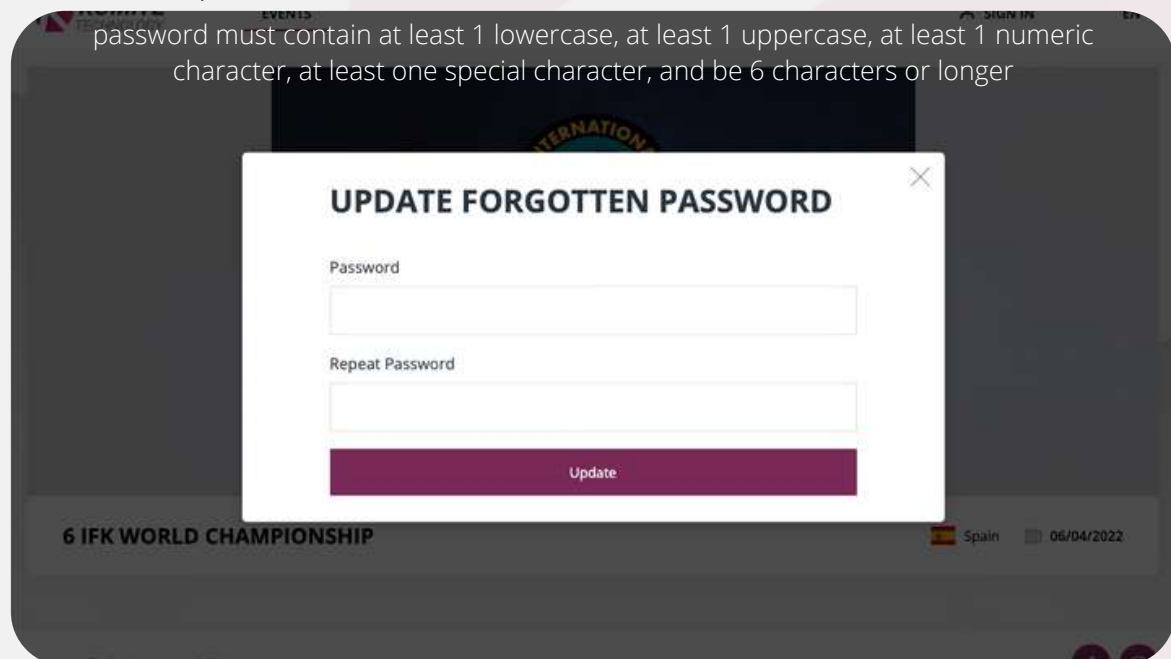 TECHNOLOGY
EVENTS
SIGN IN
EN
password must contain at least 1 lowercase, at least 1 uppercase, at least 1 numeric
character, at least one special character, and be 6 characters or longer
UPDATE FORGOTTEN PASSWORD
Password
Repeat Password
Update
6 IFK WORLD CHAMPIONSHIP
Spain
06/04/2022